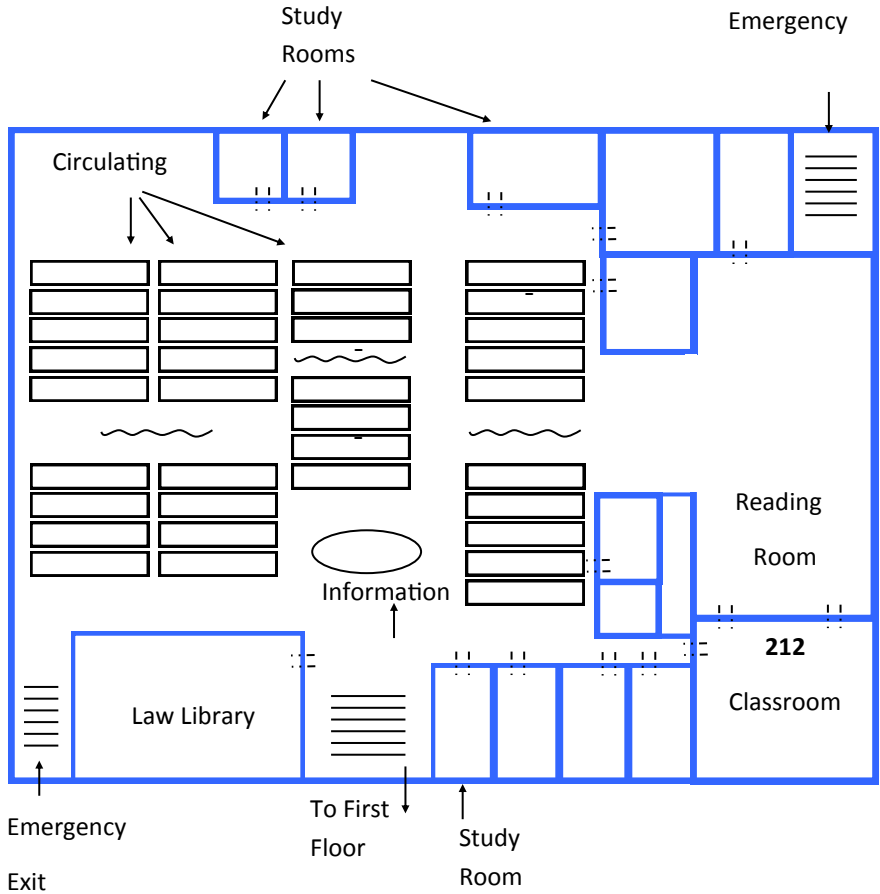 Study
Rooms
Emergency
Circulating
Reading
Room
Information
212
Classroom
Law Library
To First
Floor
Study
Room
Emergency
Exit